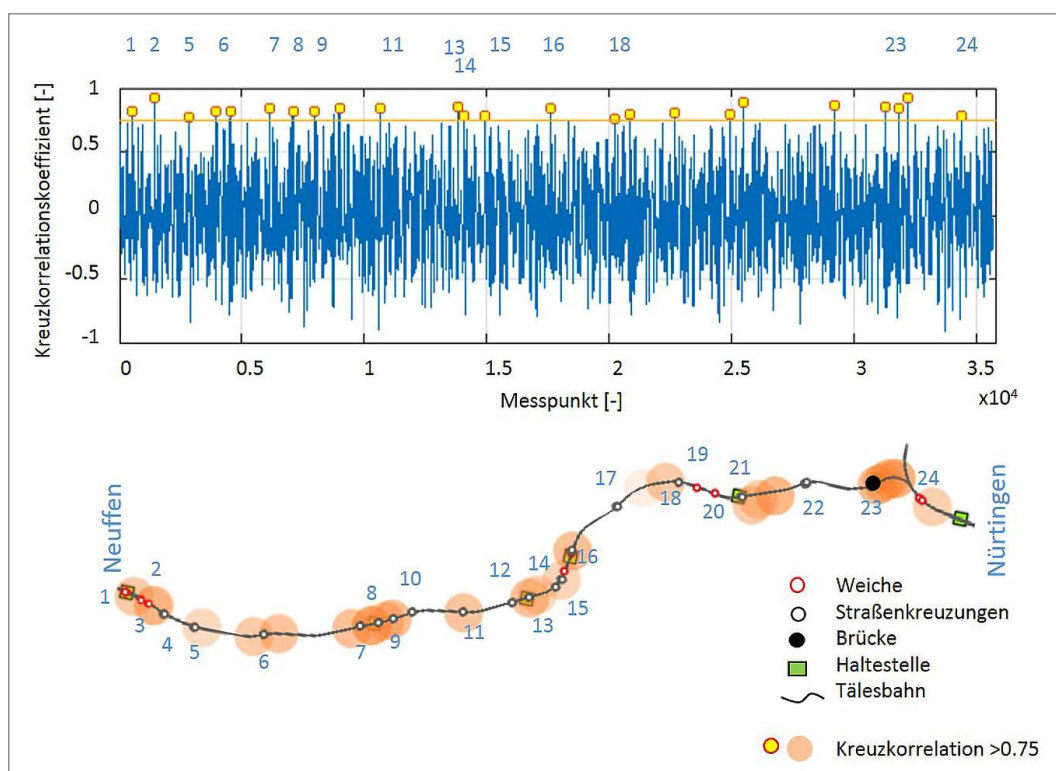 1 2 5 6 7 8 9 11 13 15 16 18 23 24
14
Kreuzkorrelationskoeffizient [-]
1
0.5
0
-0.5
-1
0 0.5 1 1.5 2 2.5 3 3.5
Messpunkt [-]
x10⁴
Neuffen
Nürtingen
1 2 3 4 5 6 7 8 9 10 11 12 13 14 15 16 17 18 19 20 21 22 23 24
Weiche
Straßenkreuzungen
Brücke
Haltestelle
Tälesbahn
Kreuzkorrelation >0.75